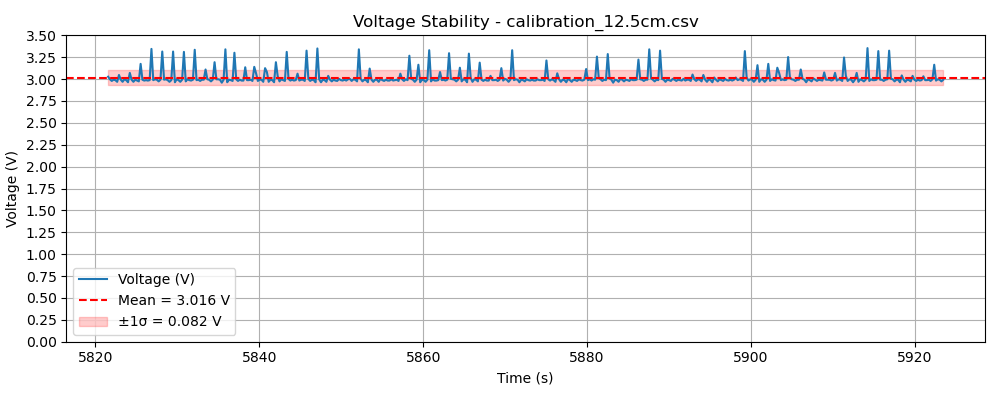 Voltage Stability - calibration_12.5cm.csv
Voltage (V)
3.50
3.25
3.00
2.75
2.50
2.25
2.00
1.75
1.50
1.25
1.00
0.75
0.50
0.25
0.00
Voltage (V)
Mean = 3.016 V
±1σ = 0.082 V
5820 5840 5860 5880 5900 5920
Time (s)